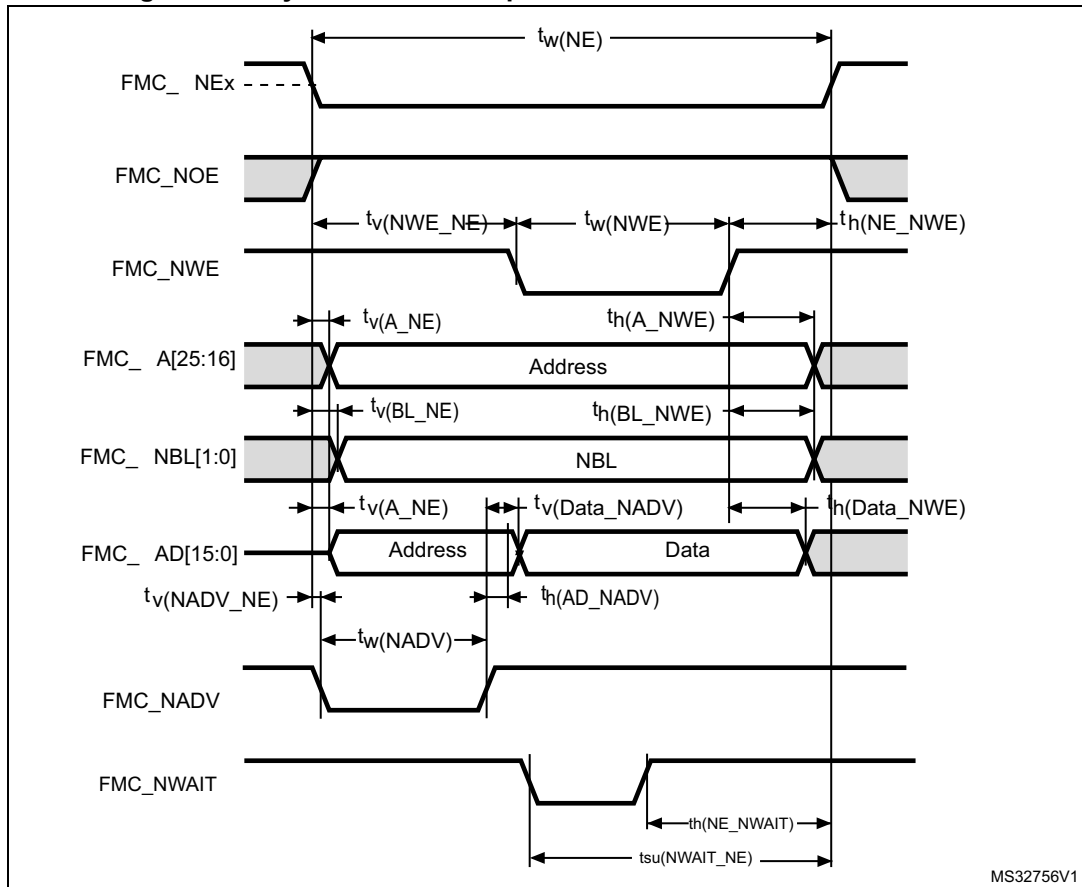 tw(NE)
FMC_ NEx
FMC_NOE
tv(NWE_NE) tw(NWE) th(NE_NWE)
FMC_NWE
tv(A_NE) th(A_NWE)
FMC_ A[25:16] Address
tv(BL_NE) th(BL_NWE)
FMC_ NBL[1:0] NBL
tv(A_NE) tv(Data_NADV) th(Data_NWE)
FMC_ AD[15:0] Address Data
tv(NADV_NE) th(AD_NADV)
tw(NADV)
FMC_NADV
FMC_NWAIT
th(NE_NWAIT)
tsu(NWAIT_NE)
MS32756V1